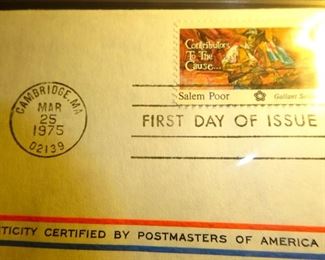 Contributors
To The
Cause...
Salem Poor
Gallant
CAMBRIDGE, MA
MAR
25
1975
02139
FIRST DAY OF ISSUE
TICITY CERTIFIED BY POSTMASTERS OF AMERICA